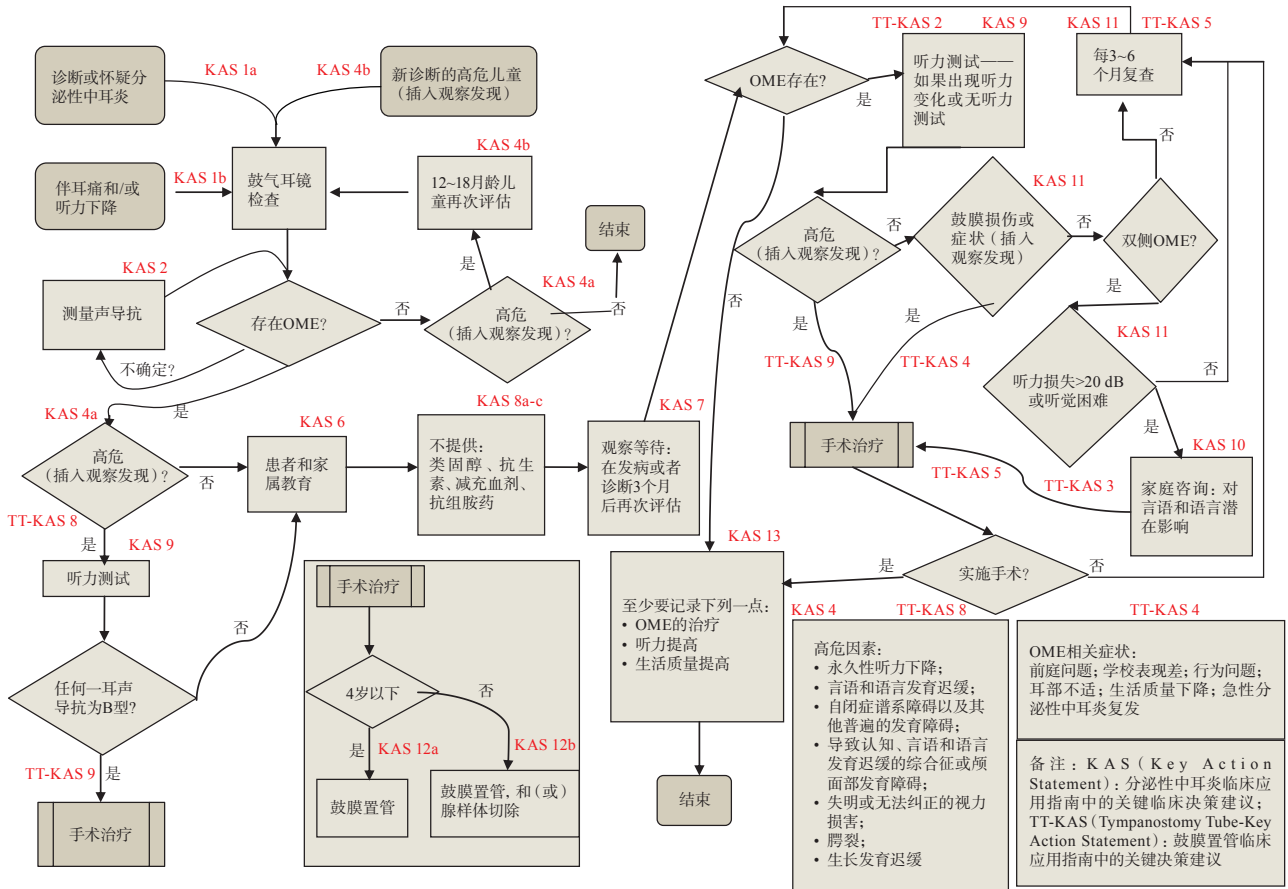 诊断或怀疑分
泌性中耳炎
KAS 1a
KAS 4b
新诊断的高危儿童
（插入观察发现）
伴耳痛和/或
听力下降
KAS 1b
鼓气耳镜
检查
KAS 4b
12~18月龄儿
童再次评估
结束
KAS 2
测量声导抗
不确定？
存在OME？
否
是
高危
（插入观察发现）？
KAS 4a
否
是
KAS 4a
高危
（插入观察发现）？
否
TT-KAS 8
是
KAS 9
听力测试
否
任何一耳声
导抗为B型？
TT-KAS 9
是
手术治疗
KAS 6
患者和家
属教育
KAS 8a-c
不提供：
类固醇、抗生
素、减充血剂、
抗组胺药
KAS 7
观察等待：
在发病或者
诊断3个月
后再次评估
手术治疗
4岁以下
否
是
KAS 12a
KAS 12b
鼓膜置管
鼓膜置管，和（或）
腺样体切除
OME存在？
是
否
TT-KAS 2
KAS 9
听力测试——
如果出现听力
变化或无听力
测试
KAS 11
TT-KAS 5
每3~6
个月复查
否
高危
（插入观察发现）？
否
是
KAS 11
鼓膜损伤或
症状（插入
观察发现）
否
是
双侧OME？
是
TT-KAS 9
TT-KAS 4
KAS 11
听力损失>20 dB
或听觉困难
否
是
手术治疗
TT-KAS 5
TT-KAS 3
KAS 10
家庭咨询：对
言语和语言潜
在影响
实施手术？
是
否
KAS 13
至少要记录下列一点：
• OME的治疗
• 听力提高
• 生活质量提高
结束
KAS 4
TT-KAS 8
高危因素：
• 永久性听力下降；
• 言语和语言发育迟缓；
• 自闭症谱系障碍以及其
他普遍的发育障碍；
• 导致认知、言语和语言
发育迟缓的综合征或颅
面部发育障碍；
• 失明或无法纠正的视力
损害；
• 腭裂；
• 生长发育迟缓
TT-KAS 4
OME相关症状：
前庭问题；学校表现差；行为问题；
耳部不适；生活质量下降；急性分
泌性中耳炎复发
备注：KAS（Key Action
Statement）：分泌性中耳炎临床应
用指南中的关键临床决策建议；
TT-KAS（Tympanostomy Tube-Key
Action Statement）：鼓膜置管临床
应用指南中的关键决策建议